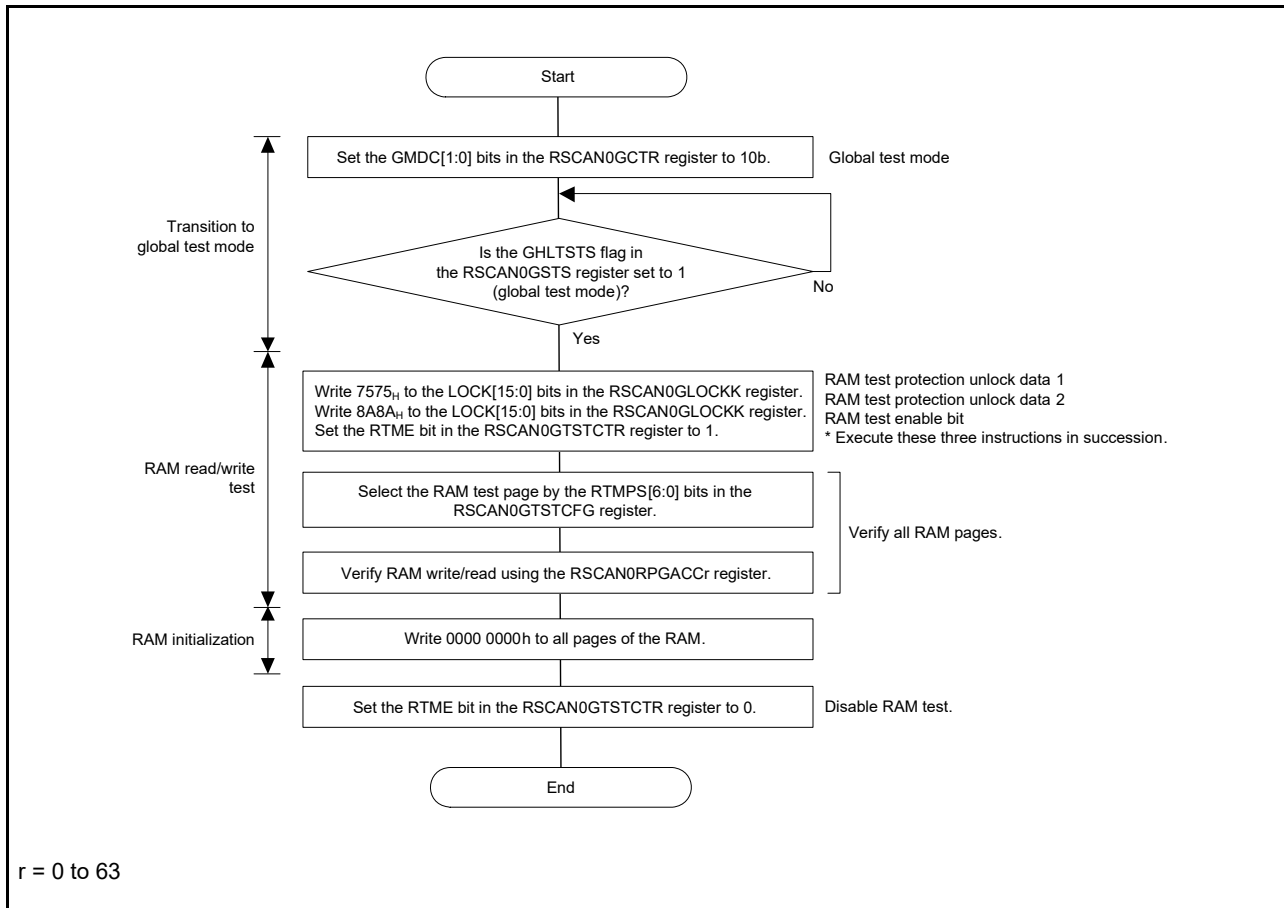 Start
Set the GMDC[1:0] bits in the RSCAN0GCTR register to 10b.
Global test mode
Transition to
global test mode
Is the GHLTSTS flag in
the RSCAN0GSTS register set to 1
(global test mode)?
No
Yes
Write 7575H to the LOCK[15:0] bits in the RSCAN0GLOCKK register.
Write 8A8AH to the LOCK[15:0] bits in the RSCAN0GLOCKK register.
Set the RTME bit in the RSCAN0GTSTCTR register to 1.
RAM test protection unlock data 1
RAM test protection unlock data 2
RAM test enable bit
* Execute these three instructions in succession.
RAM read/write
test
Select the RAM test page by the RTMPS[6:0] bits in the
RSCAN0GTSTCFG register.
Verify all RAM pages.
Verify RAM write/read using the RSCAN0RPGACCr register.
RAM initialization
Write 0000 0000h to all pages of the RAM.
Set the RTME bit in the RSCAN0GTSTCTR register to 0.
Disable RAM test.
End
r = 0 to 63